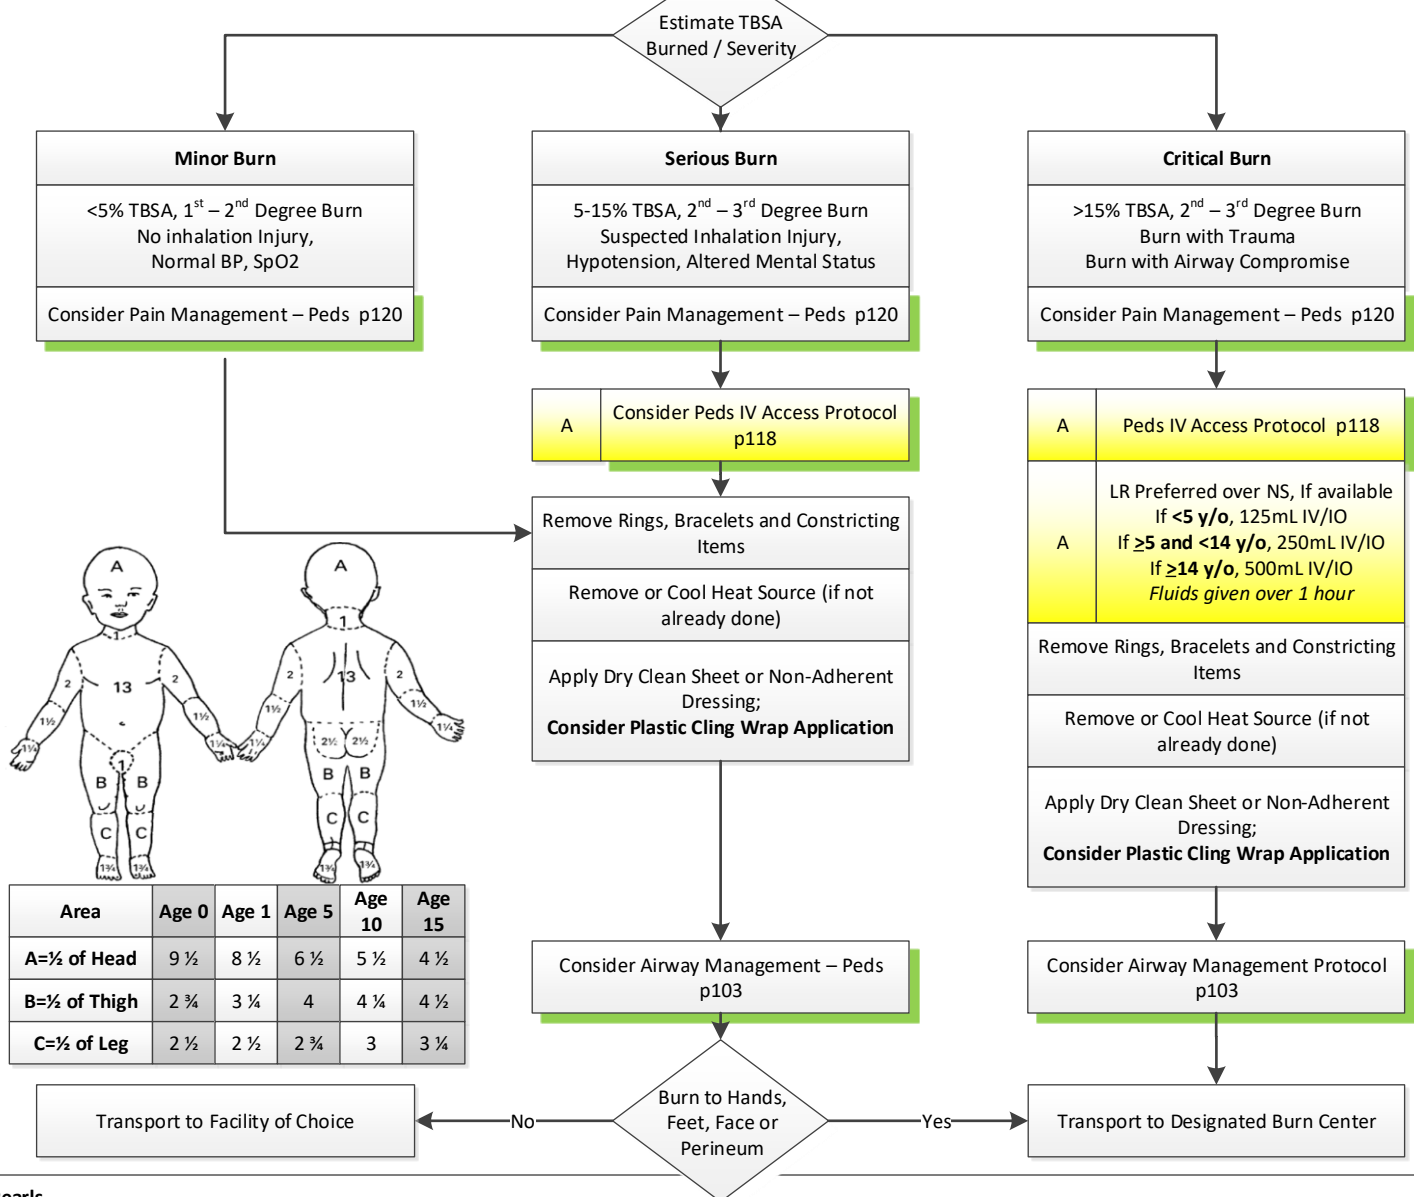 Estimate TBSA
Burned / Severity
Minor Burn
<5% TBSA, 1st – 2nd Degree Burn
No inhalation Injury,
Normal BP, SpO2
Consider Pain Management – Peds p120
Serious Burn
5-15% TBSA, 2nd – 3rd Degree Burn
Suspected Inhalation Injury,
Hypotension, Altered Mental Status
Consider Pain Management – Peds p120
Critical Burn
>15% TBSA, 2nd – 3rd Degree Burn
Burn with Trauma
Burn with Airway Compromise
Consider Pain Management – Peds p120
A
Consider Peds IV Access Protocol
p118
Remove Rings, Bracelets and Constricting
Items
Remove or Cool Heat Source (if not
already done)
Apply Dry Clean Sheet or Non-Adherent
Dressing;
Consider Plastic Cling Wrap Application
A
Peds IV Access Protocol p118
A
LR Preferred over NS, If available
If <5 y/o, 125mL IV/IO
If ≥5 and <14 y/o, 250mL IV/IO
If ≥14 y/o, 500mL IV/IO
Fluids given over 1 hour
Remove Rings, Bracelets and Constricting
Items
Remove or Cool Heat Source (if not
already done)
Apply Dry Clean Sheet or Non-Adherent
Dressing;
Consider Plastic Cling Wrap Application
A
1
2 13 2
1½ 1½
1¼ 1¼
1
B B
C C
1¾ 1¾
A
1
2 13 2
1½ 1½
1¼ 1¼
2½ 2½
B B
C C
1¾ 1¾
Area Age 0 Age 1 Age 5 Age 10 Age 15
A=½ of Head 9 ½ 8 ½ 6 ½ 5 ½ 4 ½
B=½ of Thigh 2 ¾ 3 ¼ 4 4 ¼ 4 ½
C=½ of Leg 2 ½ 2 ½ 2 ¾ 3 3 ¼
Consider Airway Management – Peds
p103
Consider Airway Management Protocol
p103
Burn to Hands,
Feet, Face or
Perineum
No
Yes
Transport to Facility of Choice
Transport to Designated Burn Center